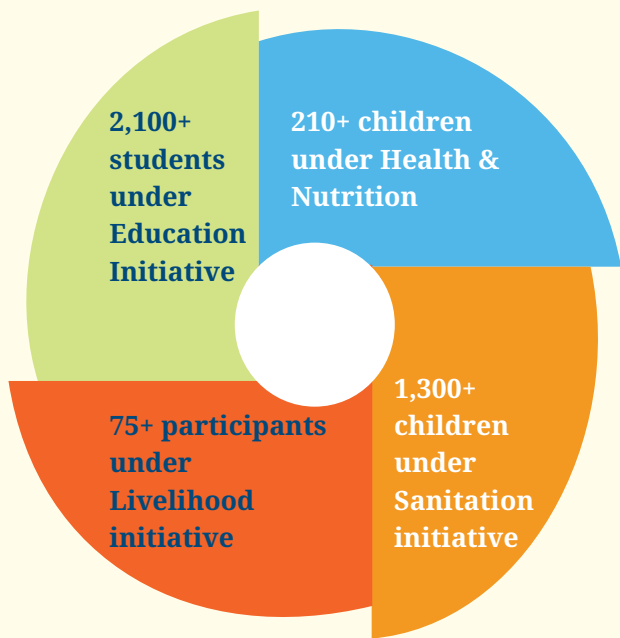 2,100+
students
under
Education
Initiative
210+ children
under Health &
Nutrition
75+ participants
under
Livelihood
initiative
1,300+
children
under
Sanitation
initiative